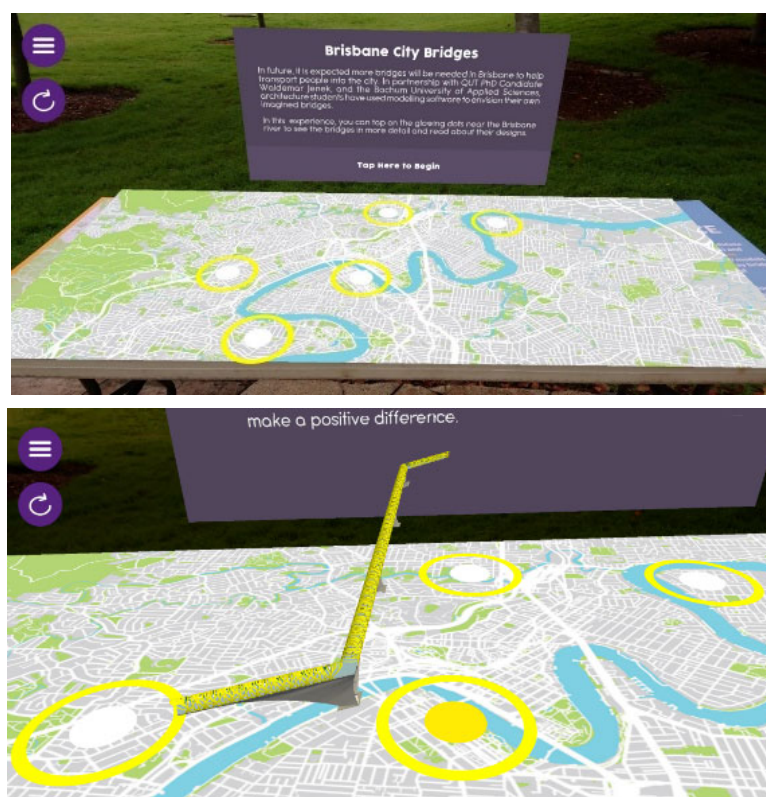 Brisbane City Bridges
In future, it is expected more bridges will be needed in Brisbane to help
transport people into the city. In partnership with QUT PhD Candidate
Waldemar Jenek, and the Bochum University of Applied Sciences,
architecture students have used modelling software to envision their own
imagined bridges.
In this experience, you can tap on the glowing dots near the Brisbane
river to see the bridges in more detail and read about their designs.
Tap Here to Begin
make a positive difference.